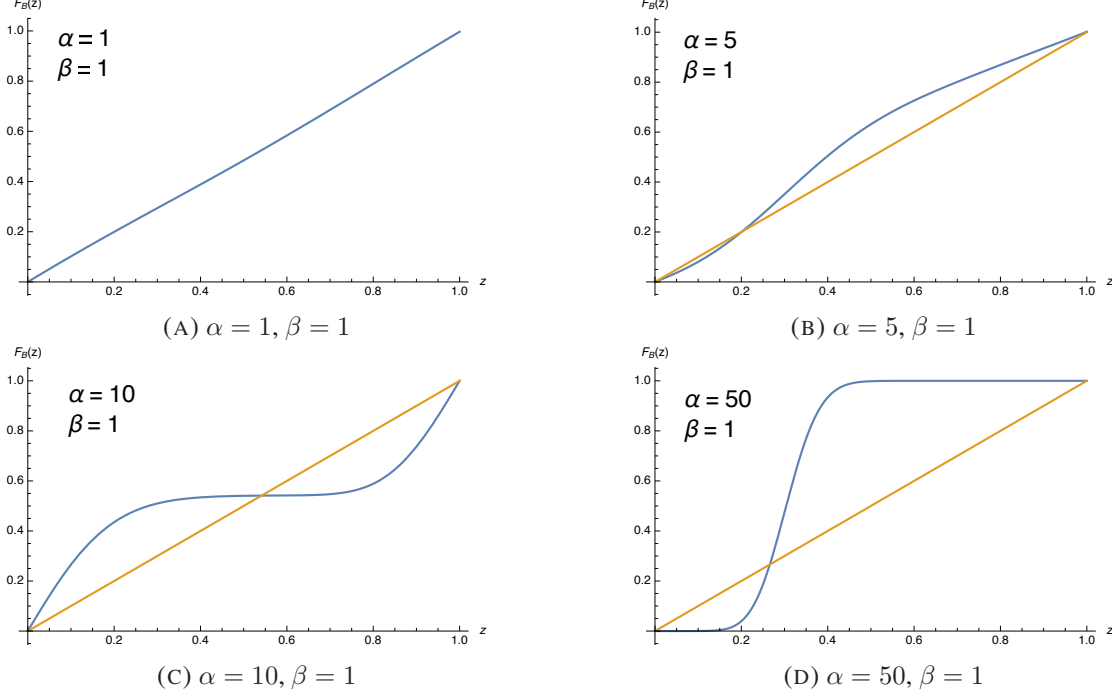 F_B(z)
α = 1
β = 1
1.0
0.8
0.6
0.4
0.2
0.2 0.4 0.6 0.8 1.0 z
(A) α = 1, β = 1
F_B(z)
α = 5
β = 1
1.0
0.8
0.6
0.4
0.2
0.2 0.4 0.6 0.8 1.0 z
(B) α = 5, β = 1
F_B(z)
α = 10
β = 1
1.0
0.8
0.6
0.4
0.2
0.2 0.4 0.6 0.8 1.0 z
(C) α = 10, β = 1
F_B(z)
α = 50
β = 1
1.0
0.8
0.6
0.4
0.2
0.2 0.4 0.6 0.8 1.0 z
(D) α = 50, β = 1